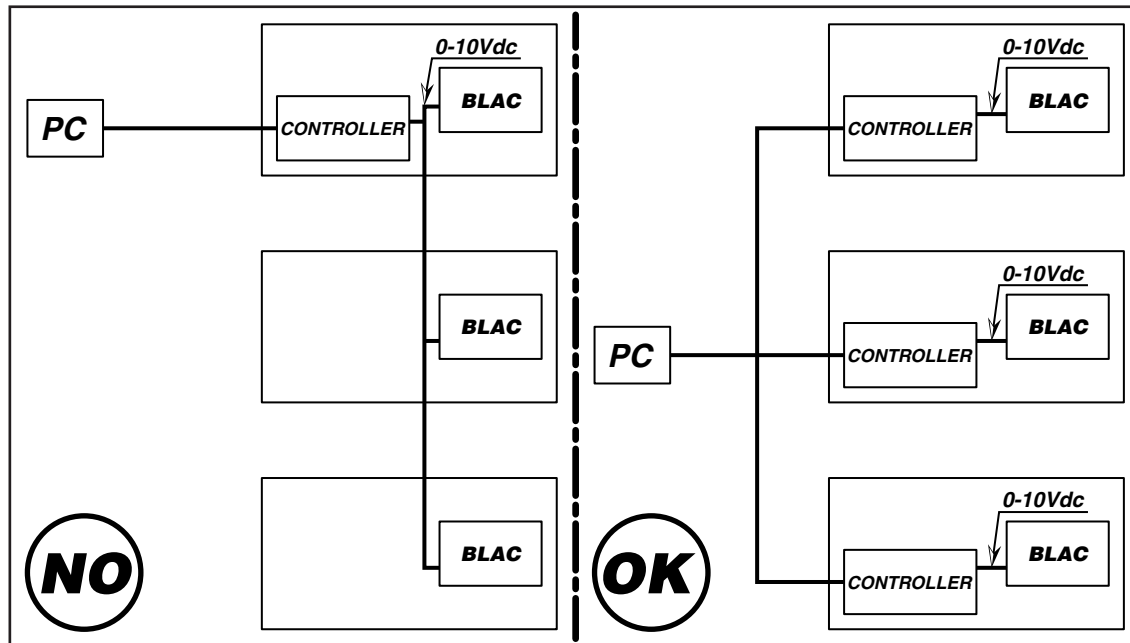 0-10Vdc
BLAC
PC
CONTROLLER
BLAC
BLAC
NO
0-10Vdc
BLAC
CONTROLLER
0-10Vdc
BLAC
PC
CONTROLLER
0-10Vdc
BLAC
CONTROLLER
OK